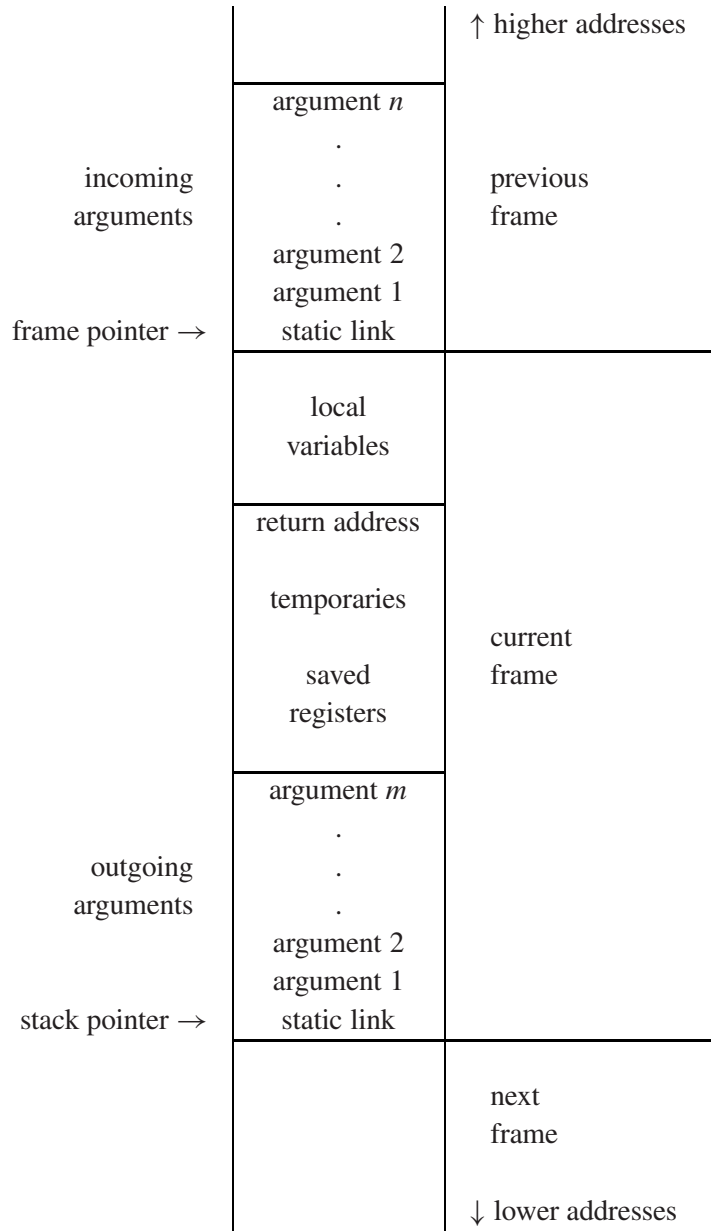 ↑ higher addresses
argument n
.
incoming . previous
arguments . frame
argument 2
argument 1
frame pointer → static link
local
variables
return address
temporaries
current
saved frame
registers
argument m
.
outgoing .
arguments .
argument 2
argument 1
stack pointer → static link
next
frame
↓ lower addresses